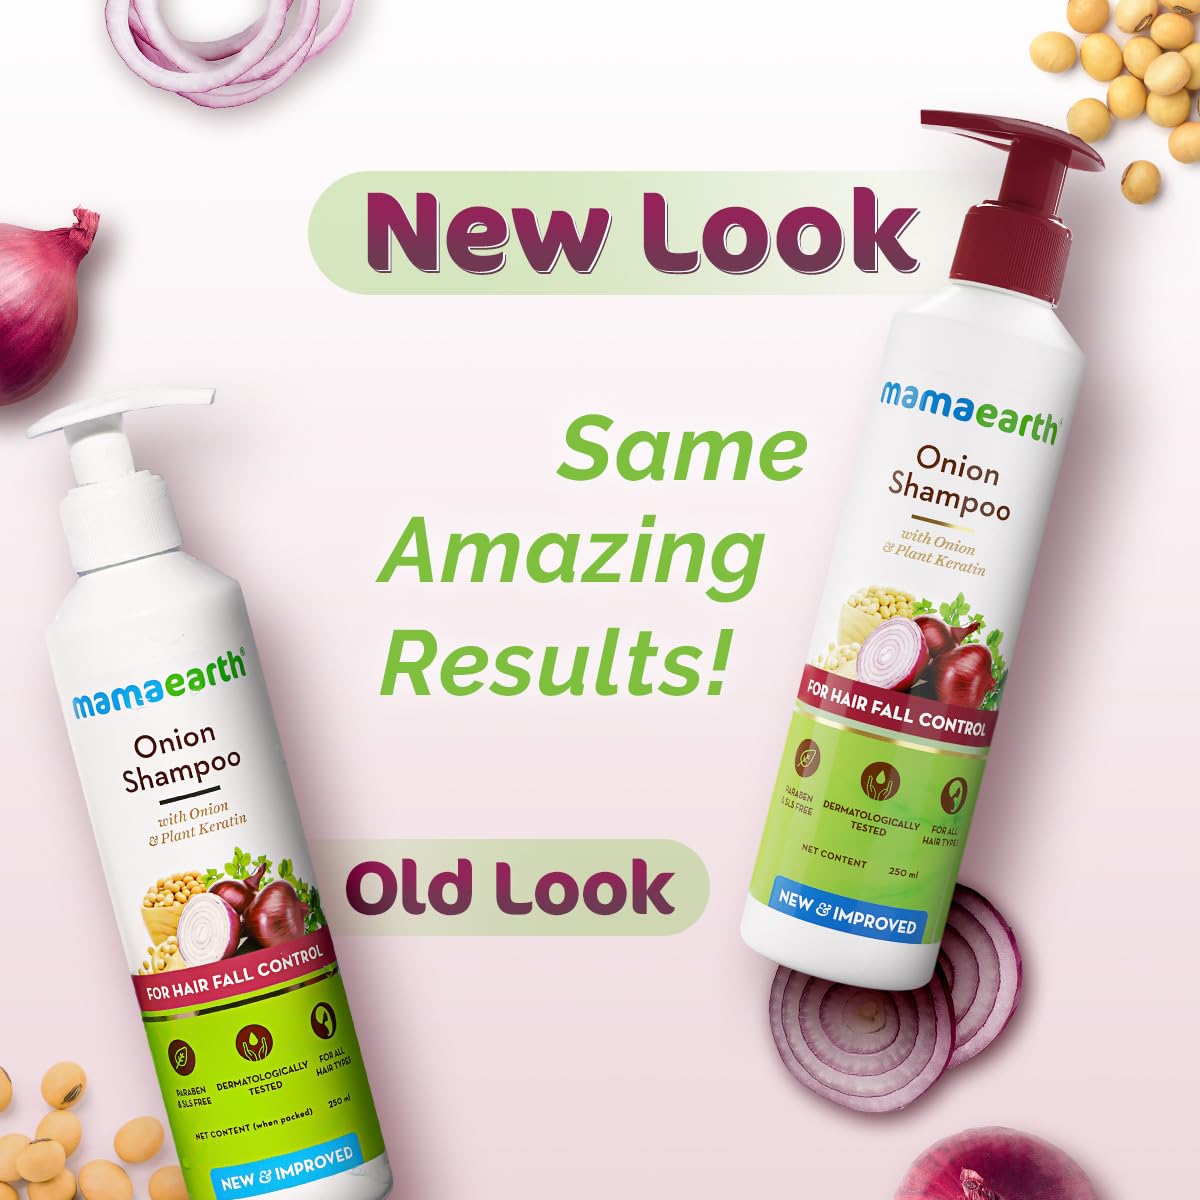 New Look
Same
Amazing
Results!
mamaearth®
Onion
Shampoo
with Onion
& Plant Keratin
FOR HAIR FALL CONTROL
PARABEN
& SLS FREE
DERMATOLOGICALLY
TESTED
FOR ALL
HAIR TYPES
NET CONTENT 250 ml
NEW & IMPROVED
Old Look
mamaearth®
Onion
Shampoo
with Onion
& Plant Keratin
FOR HAIR FALL CONTROL
PARABEN
& SLS FREE
DERMATOLOGICALLY
TESTED
FOR ALL
HAIR TYPES
NET CONTENT (when packed) 250 ml
NEW & IMPROVED